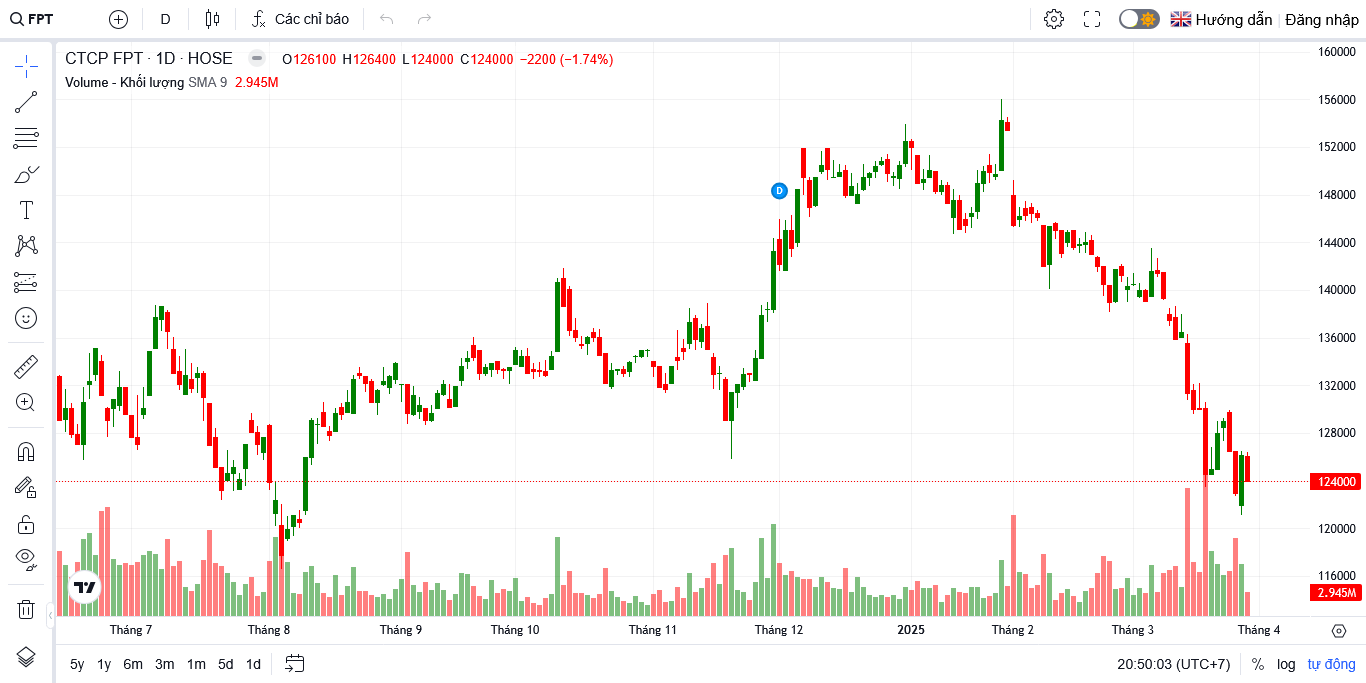 FPT D Các chỉ báo Hướng dẫn Đăng nhập
CTCP FPT · 1D · HOSE O126100 H126400 L124000 C124000 −2200 (−1.74%)
Volume - Khối lượng SMA 9 2.945M
160000
156000
152000
148000
D
144000
140000
136000
132000
128000
124000
120000
116000
2.945M
Tháng 7 Tháng 8 Tháng 9 Tháng 10 Tháng 11 Tháng 12 2025 Tháng 2 Tháng 3 Tháng 4
5y 1y 6m 3m 1m 5d 1d 20:50:03 (UTC+7) % log tự động